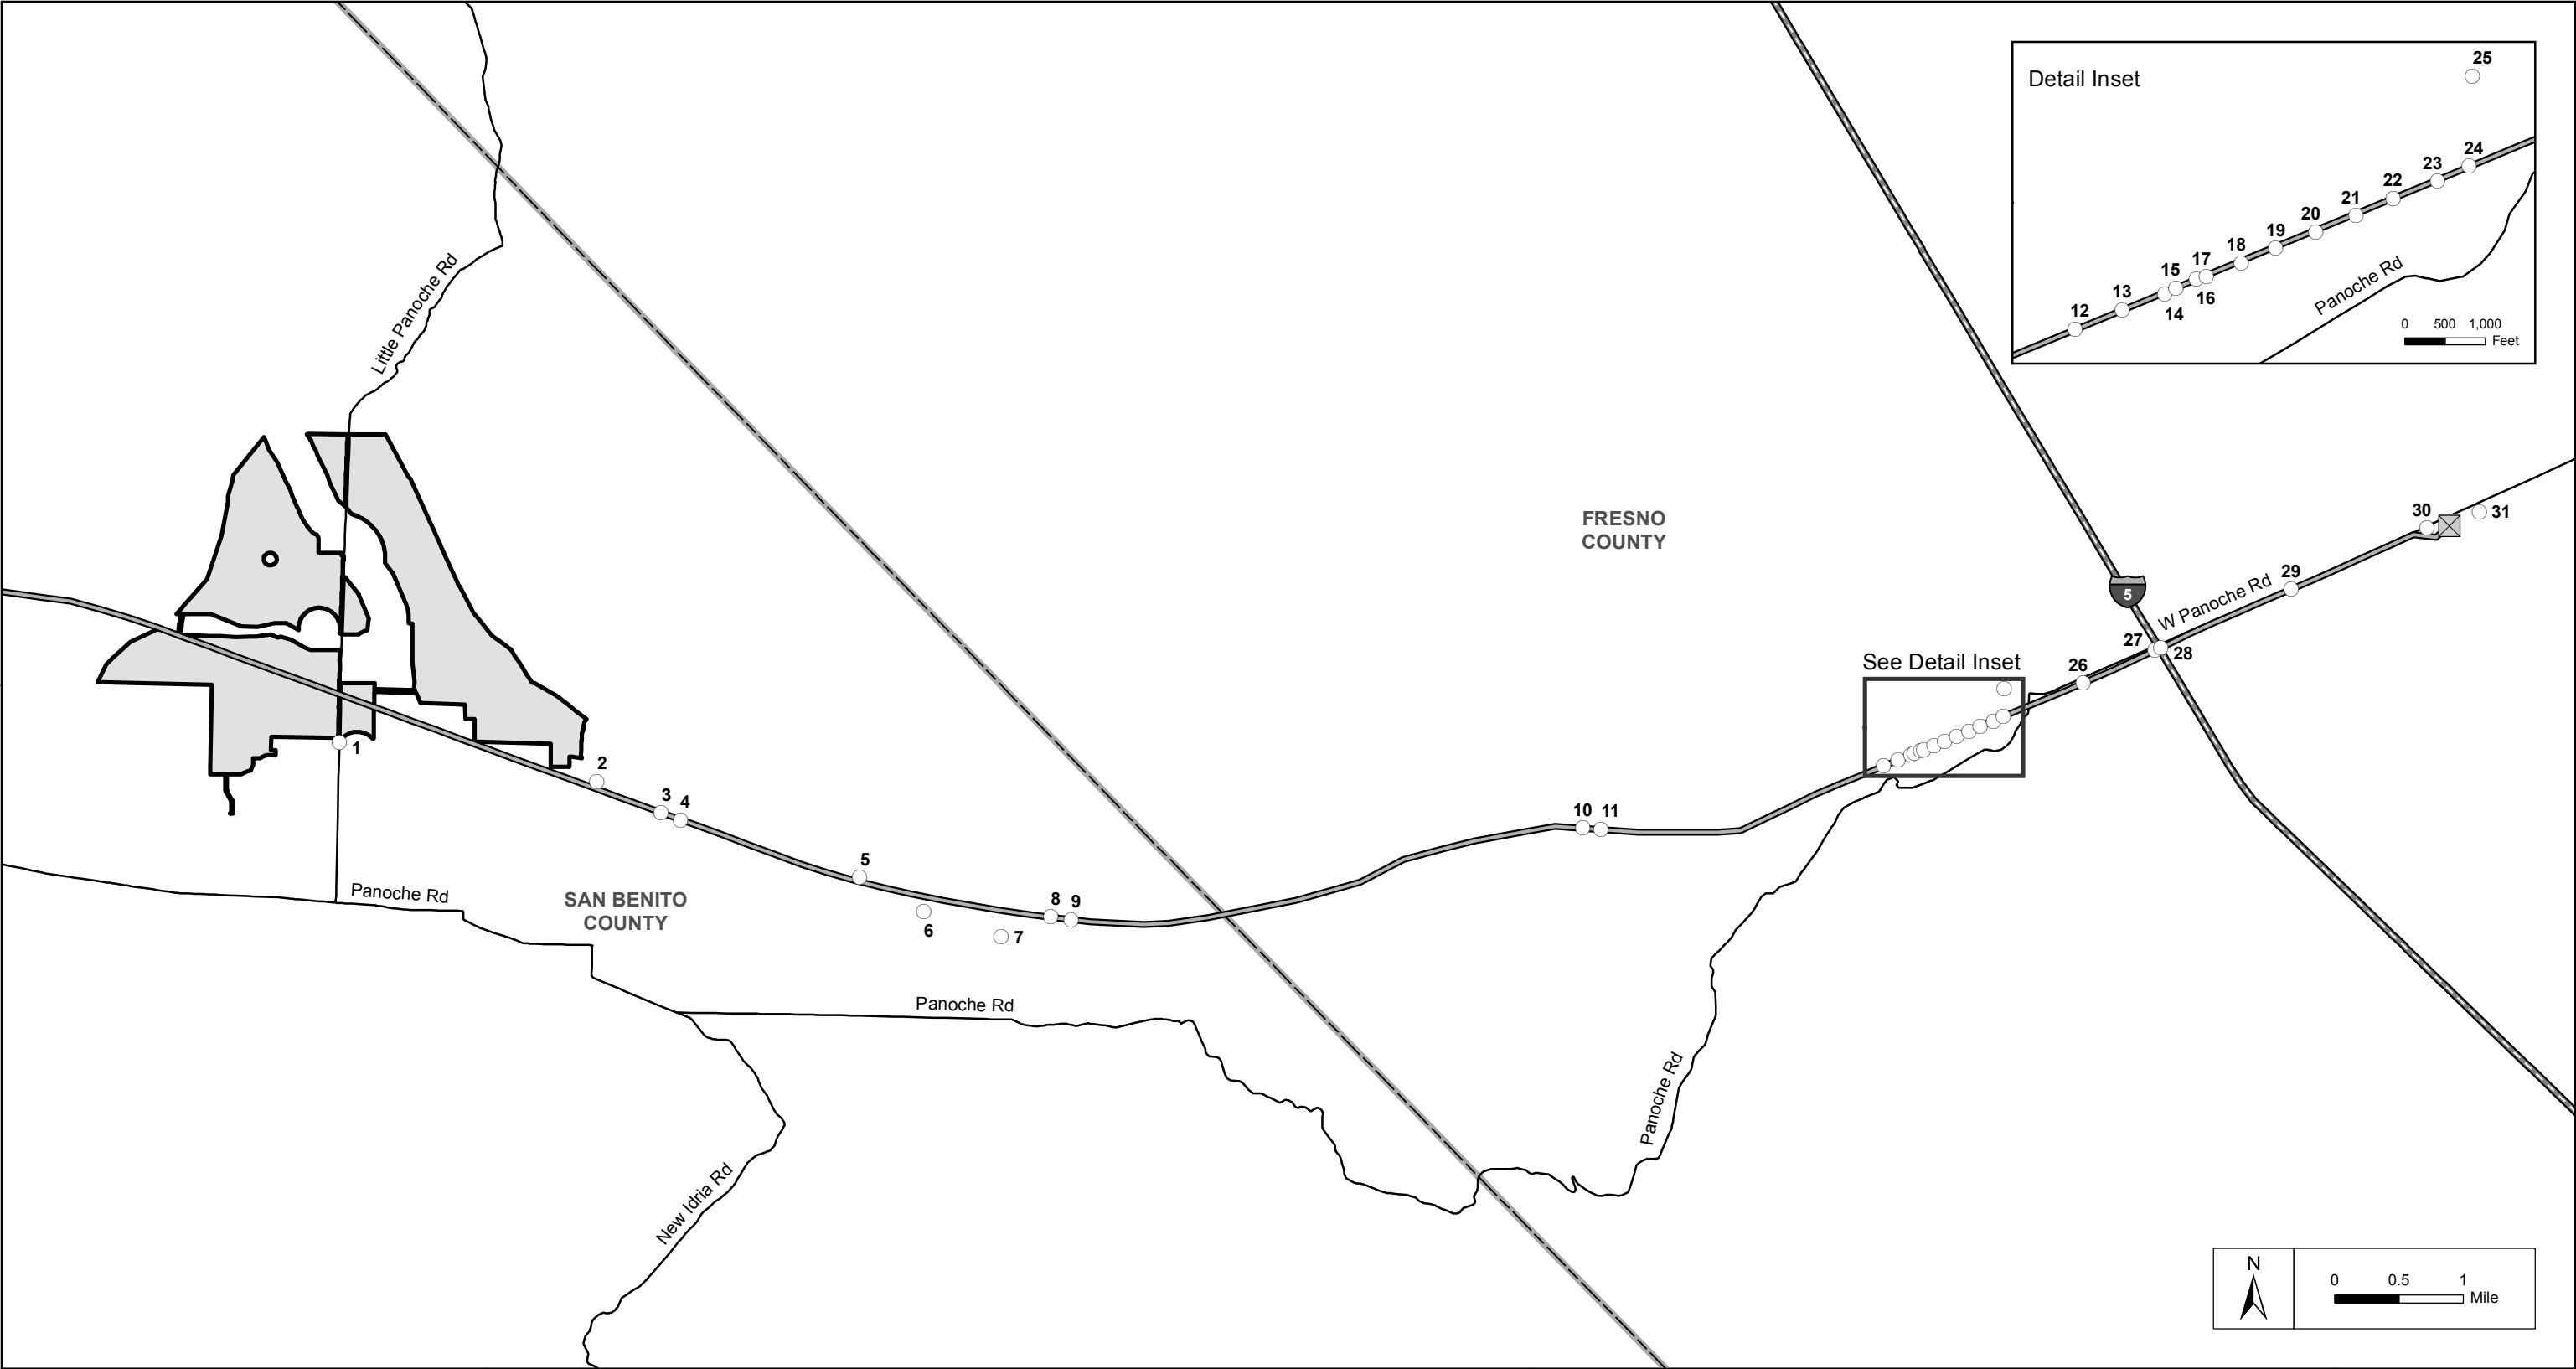 Detail Inset
25
24
23
22
21
20
19
18
17
15
16
14
13
12
Panoche Rd
0 500 1,000
Feet
Little Panoche Rd
FRESNO
COUNTY
30
31
29
W Panoche Rd
5
27
28
26
See Detail Inset
1
2
3 4
10 11
5
8 9
6
7
Panoche Rd
SAN BENITO
COUNTY
Panoche Rd
Panoche Rd
New Idria Rd
N
0 0.5 1
Mile